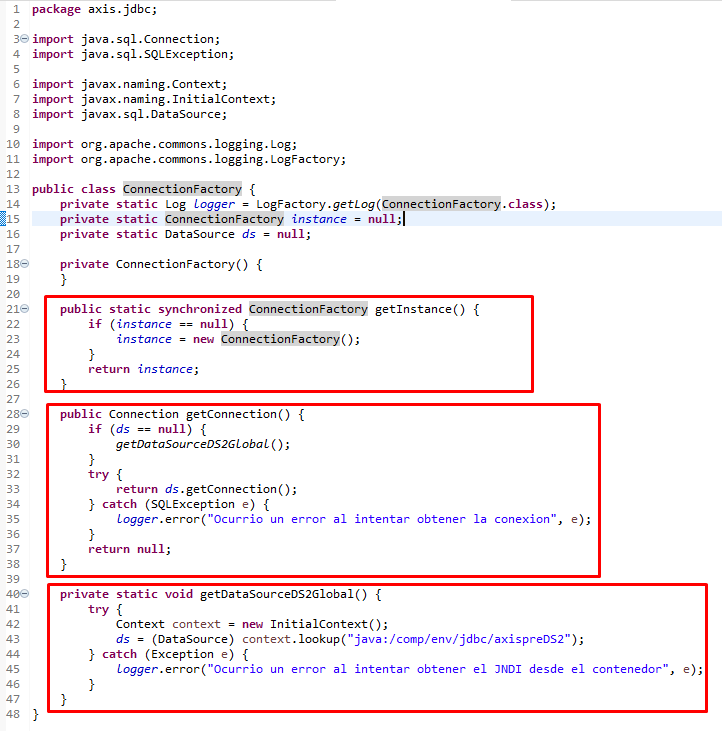 1 package axis.jdbc;
2
3 import java.sql.Connection;
4 import java.sql.SQLException;
5
6 import javax.naming.Context;
7 import javax.naming.InitialContext;
8 import javax.sql.DataSource;
9
10 import org.apache.commons.logging.Log;
11 import org.apache.commons.logging.LogFactory;
12
13 public class ConnectionFactory {
14     private static Log logger = LogFactory.getLog(ConnectionFactory.class);
15     private static ConnectionFactory instance = null;
16     private static DataSource ds = null;
17
18     private ConnectionFactory() {
19     }
20
21     public static synchronized ConnectionFactory getInstance() {
22         if (instance == null) {
23             instance = new ConnectionFactory();
24         }
25         return instance;
26     }
27
28     public Connection getConnection() {
29         if (ds == null) {
30             getDataSourceDS2Global();
31         }
32         try {
33             return ds.getConnection();
34         } catch (SQLException e) {
35             logger.error("Ocurrio un error al intentar obtener la conexion", e);
36         }
37         return null;
38     }
39
40     private static void getDataSourceDS2Global() {
41         try {
42             Context context = new InitialContext();
43             ds = (DataSource) context.lookup("java:/comp/env/jdbc/axispreDS2");
44         } catch (Exception e) {
45             logger.error("Ocurrio un error al intentar obtener el JNDI desde el contenedor", e);
46         }
47     }
48 }